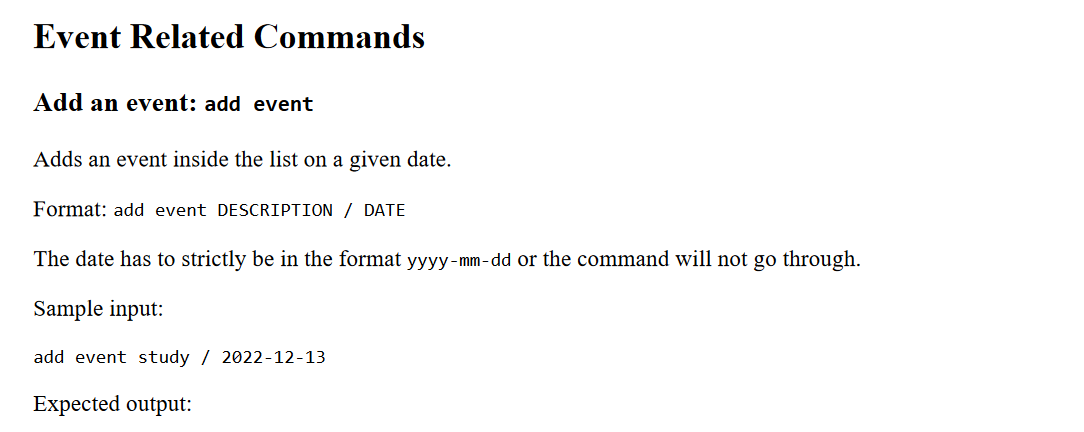 Event Related Commands
Add an event: add event
Adds an event inside the list on a given date.
Format: add event DESCRIPTION / DATE
The date has to strictly be in the format yyyy-mm-dd or the command will not go through.
Sample input:
add event study / 2022-12-13
Expected output: